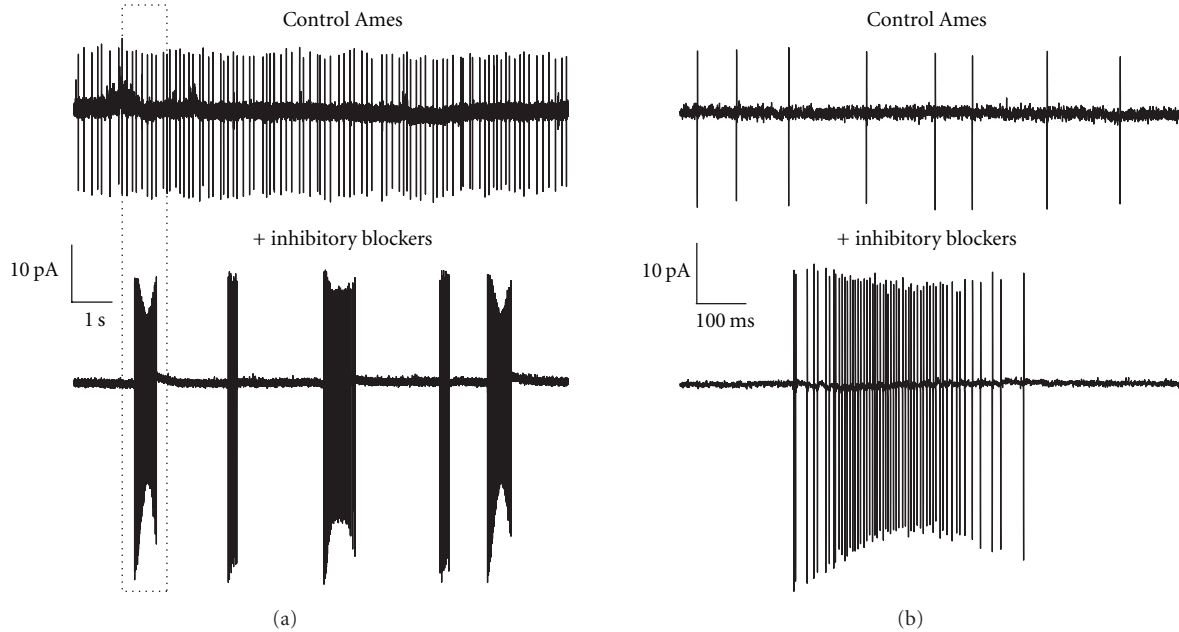 Control Ames
+ inhibitory blockers
10 pA
1 s
(a)
Control Ames
+ inhibitory blockers
10 pA
100 ms
(b)